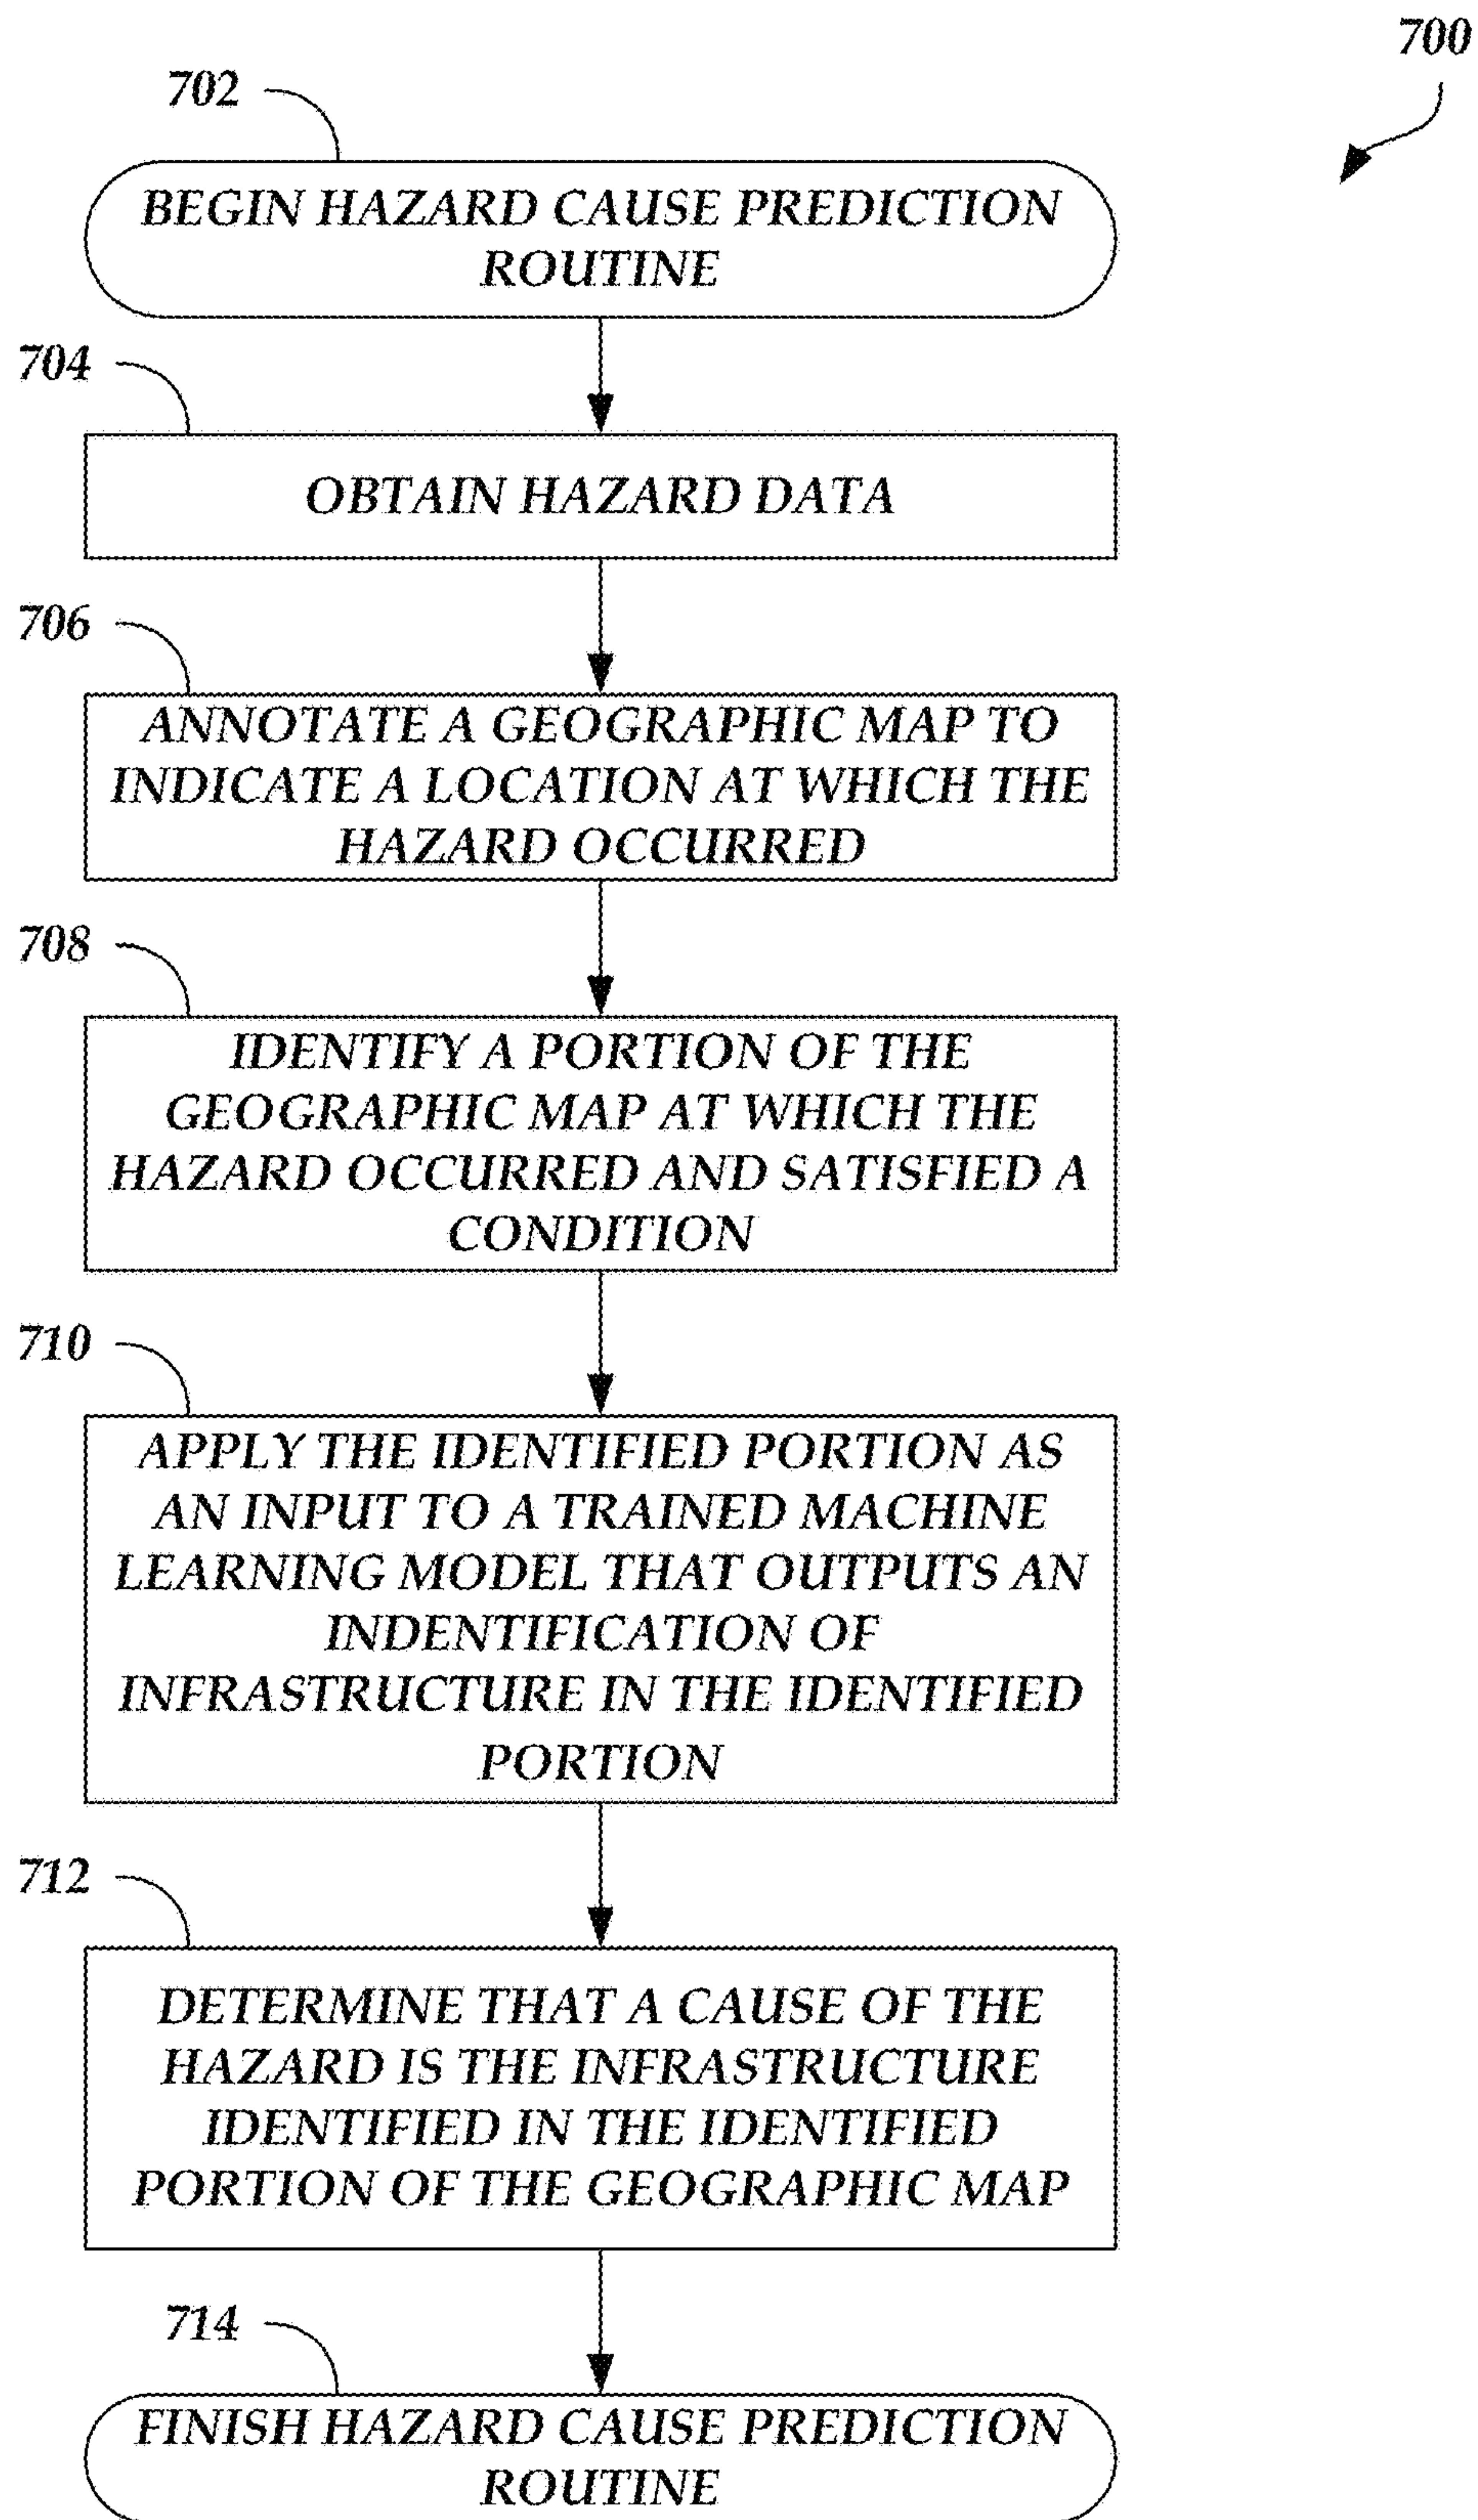 700
702
BEGIN HAZARD CAUSE PREDICTION
ROUTINE
704
OBTAIN HAZARD DATA
706
ANNOTATE A GEOGRAPHIC MAP TO
INDICATE A LOCATION AT WHICH THE
HAZARD OCCURRED
708
IDENTIFY A PORTION OF THE
GEOGRAPHIC MAP AT WHICH THE
HAZARD OCCURRED AND SATISFIED A
CONDITION
710
APPLY THE IDENTIFIED PORTION AS
AN INPUT TO A TRAINED MACHINE
LEARNING MODEL THAT OUTPUTS AN
INDENTIFICATION OF
INFRASTRUCTURE IN THE IDENTIFIED
PORTION
712
DETERMINE THAT A CAUSE OF THE
HAZARD IS THE INFRASTRUCTURE
IDENTIFIED IN THE IDENTIFIED
PORTION OF THE GEOGRAPHIC MAP
714
FINISH HAZARD CAUSE PREDICTION
ROUTINE